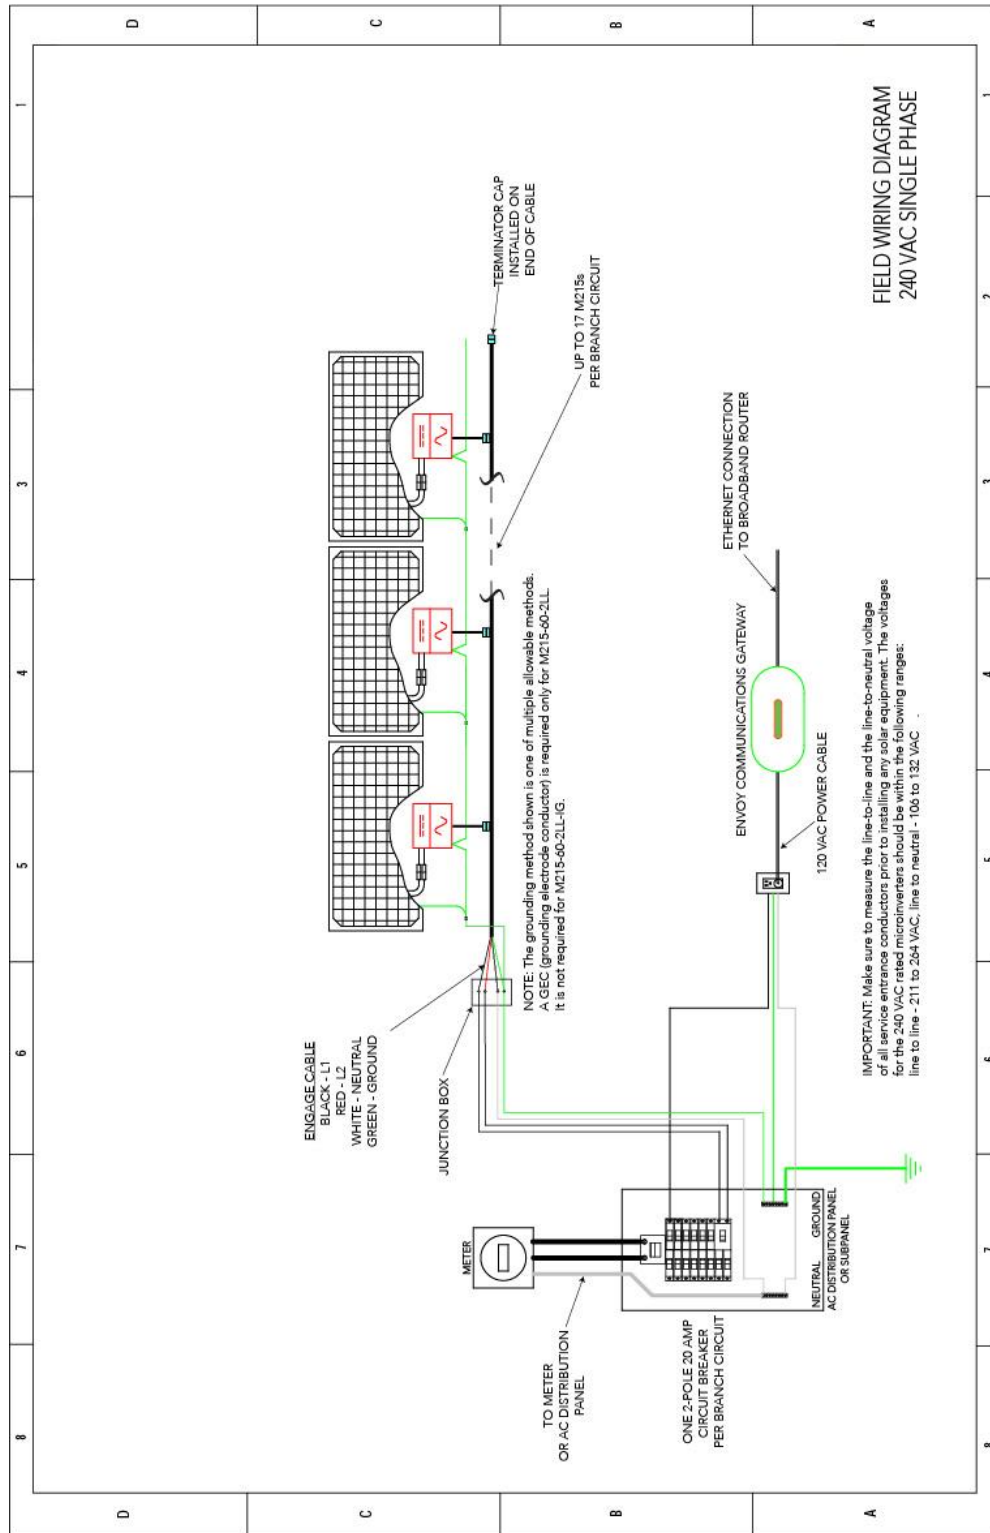 8 7 6 5 4 3 2 1
D
C
B
A
D
C
B
A
ENGAGE CABLE
BLACK - L1
RED - L2
WHITE - NEUTRAL
GREEN - GROUND
JUNCTION BOX
TERMINATOR CAP
INSTALLED ON
END OF CABLE
UP TO 17 M215s
PER BRANCH CIRCUIT
NOTE: The grounding method shown is one of multiple allowable methods.
A GEC (grounding electrode conductor) is required only for M215-60-2LL.
It is not required for M215-60-2LL-IG.
METER
TO METER
OR AC DISTRIBUTION
PANEL
ONE 2-POLE 20 AMP
CIRCUIT BREAKER
PER BRANCH CIRCUIT
NEUTRAL GROUND
AC DISTRIBUTION PANEL
OR SUBPANEL
ENVOY COMMUNICATIONS GATEWAY
ETHERNET CONNECTION
TO BROADBAND ROUTER
120 VAC POWER CABLE
IMPORTANT: Make sure to measure the line-to-line and the line-to-neutral voltage
of all service entrance conductors prior to installing any solar equipment. The voltages
for the 240 VAC rated microinverters should be within the following ranges:
line to line - 211 to 264 VAC, line to neutral - 106 to 132 VAC .
FIELD WIRING DIAGRAM
240 VAC SINGLE PHASE
8 7 6 5 4 3 2 1